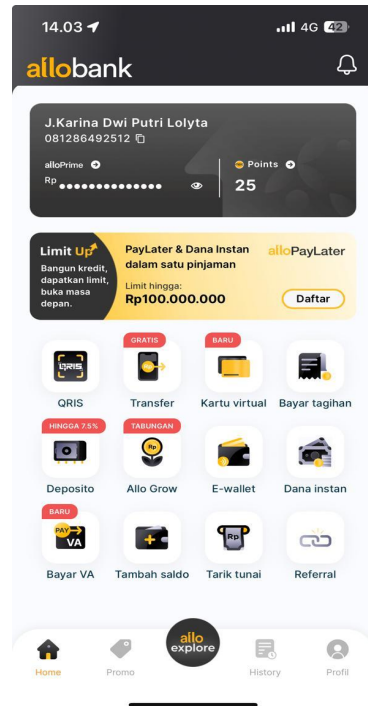 14.03
4G 42
allobank
J.Karina Dwi Putri Lolyta
081286492512
alloPrime
Points
Rp
25
Limit Up
Bangun kredit,
dapatkan limit,
buka masa
depan.
PayLater & Dana Instan
dalam satu pinjaman
Limit hingga:
Rp100.000.000
alloPayLater
Daftar
GRATIS
BARU
QRIS
Rp
QRIS
Transfer
Kartu virtual
Bayar tagihan
HINGGA 7.5%
TABUNGAN
Rp
Deposito
Allo Grow
E-wallet
Dana instan
BARU
PAY
VA
Rp
Bayar VA
Tambah saldo
Tarik tunai
Referral
allo
explore
Home
Promo
History
Profil